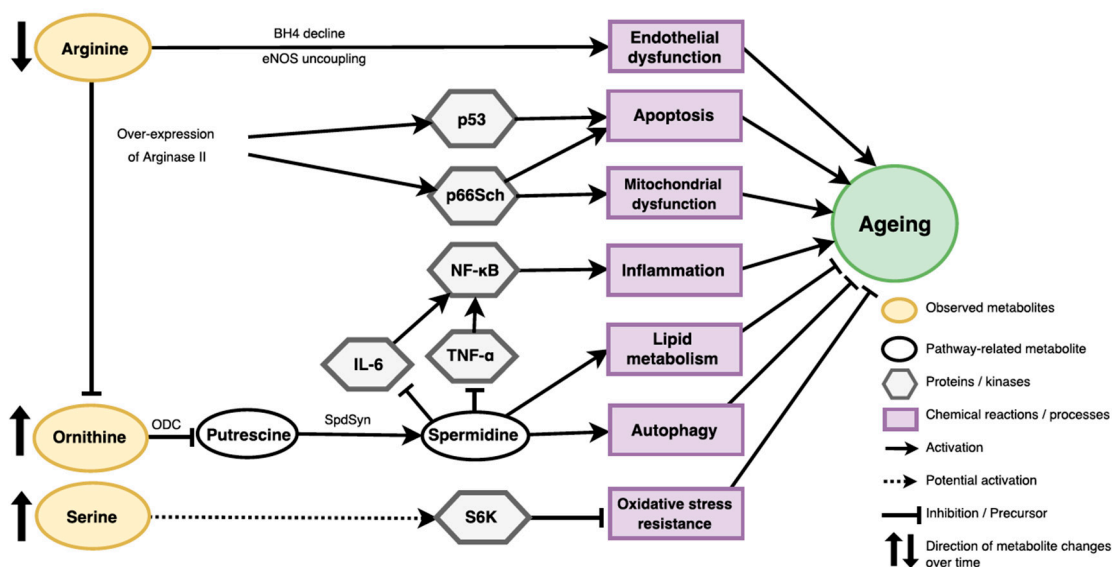 Arginine
BH4 decline
eNOS uncoupling
Endothelial
dysfunction
Over-expression
of Arginase II
p53
Apoptosis
p66Sch
Mitochondrial
dysfunction
Ageing
NF-κB
Inflammation
IL-6
TNF-α
Lipid
metabolism
Ornithine
ODC
Putrescine
SpdSyn
Spermidine
Autophagy
Serine
S6K
Oxidative stress
resistance
Observed metabolites
Pathway-related metabolite
Proteins / kinases
Chemical reactions / processes
Activation
Potential activation
Inhibition / Precursor
Direction of metabolite changes
over time